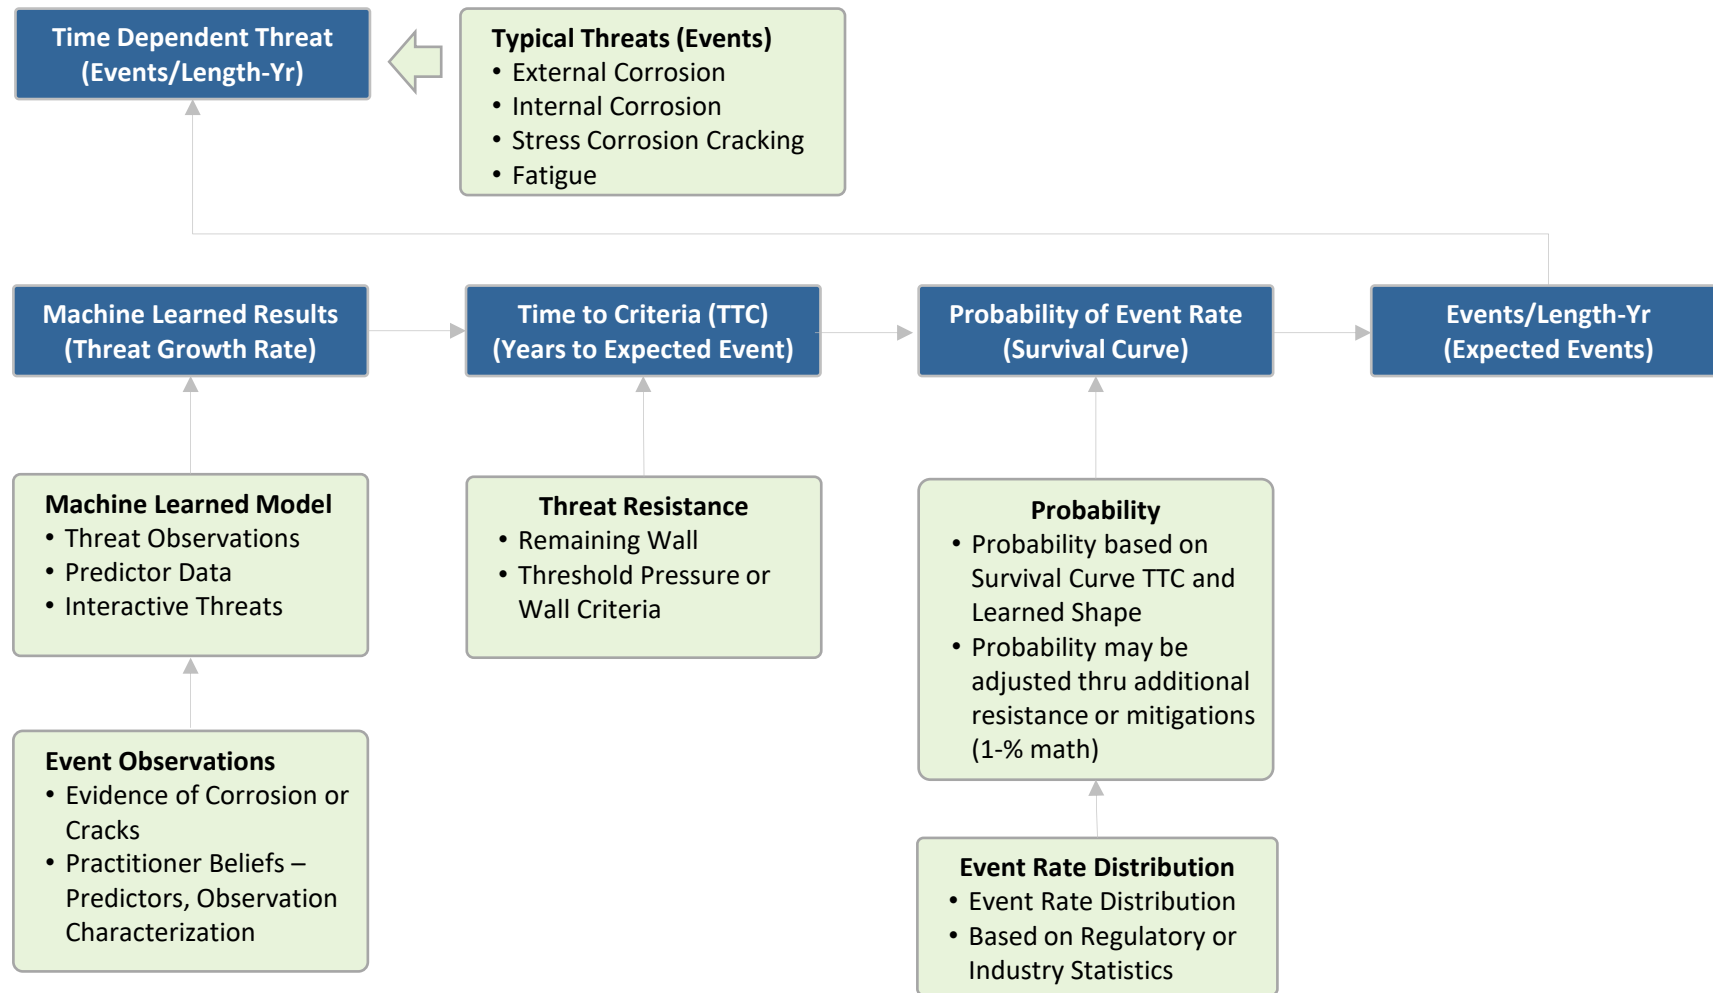 Time Dependent Threat
(Events/Length-Yr)
Typical Threats (Events)
• External Corrosion
• Internal Corrosion
• Stress Corrosion Cracking
• Fatigue
Machine Learned Results
(Threat Growth Rate)
Time to Criteria (TTC)
(Years to Expected Event)
Probability of Event Rate
(Survival Curve)
Events/Length-Yr
(Expected Events)
Machine Learned Model
• Threat Observations
• Predictor Data
• Interactive Threats
Threat Resistance
• Remaining Wall
• Threshold Pressure or
Wall Criteria
Probability
• Probability based on
Survival Curve TTC and
Learned Shape
• Probability may be
adjusted thru additional
resistance or mitigations
(1-% math)
Event Observations
• Evidence of Corrosion or
Cracks
• Practitioner Beliefs –
Predictors, Observation
Characterization
Event Rate Distribution
• Event Rate Distribution
• Based on Regulatory or
Industry Statistics